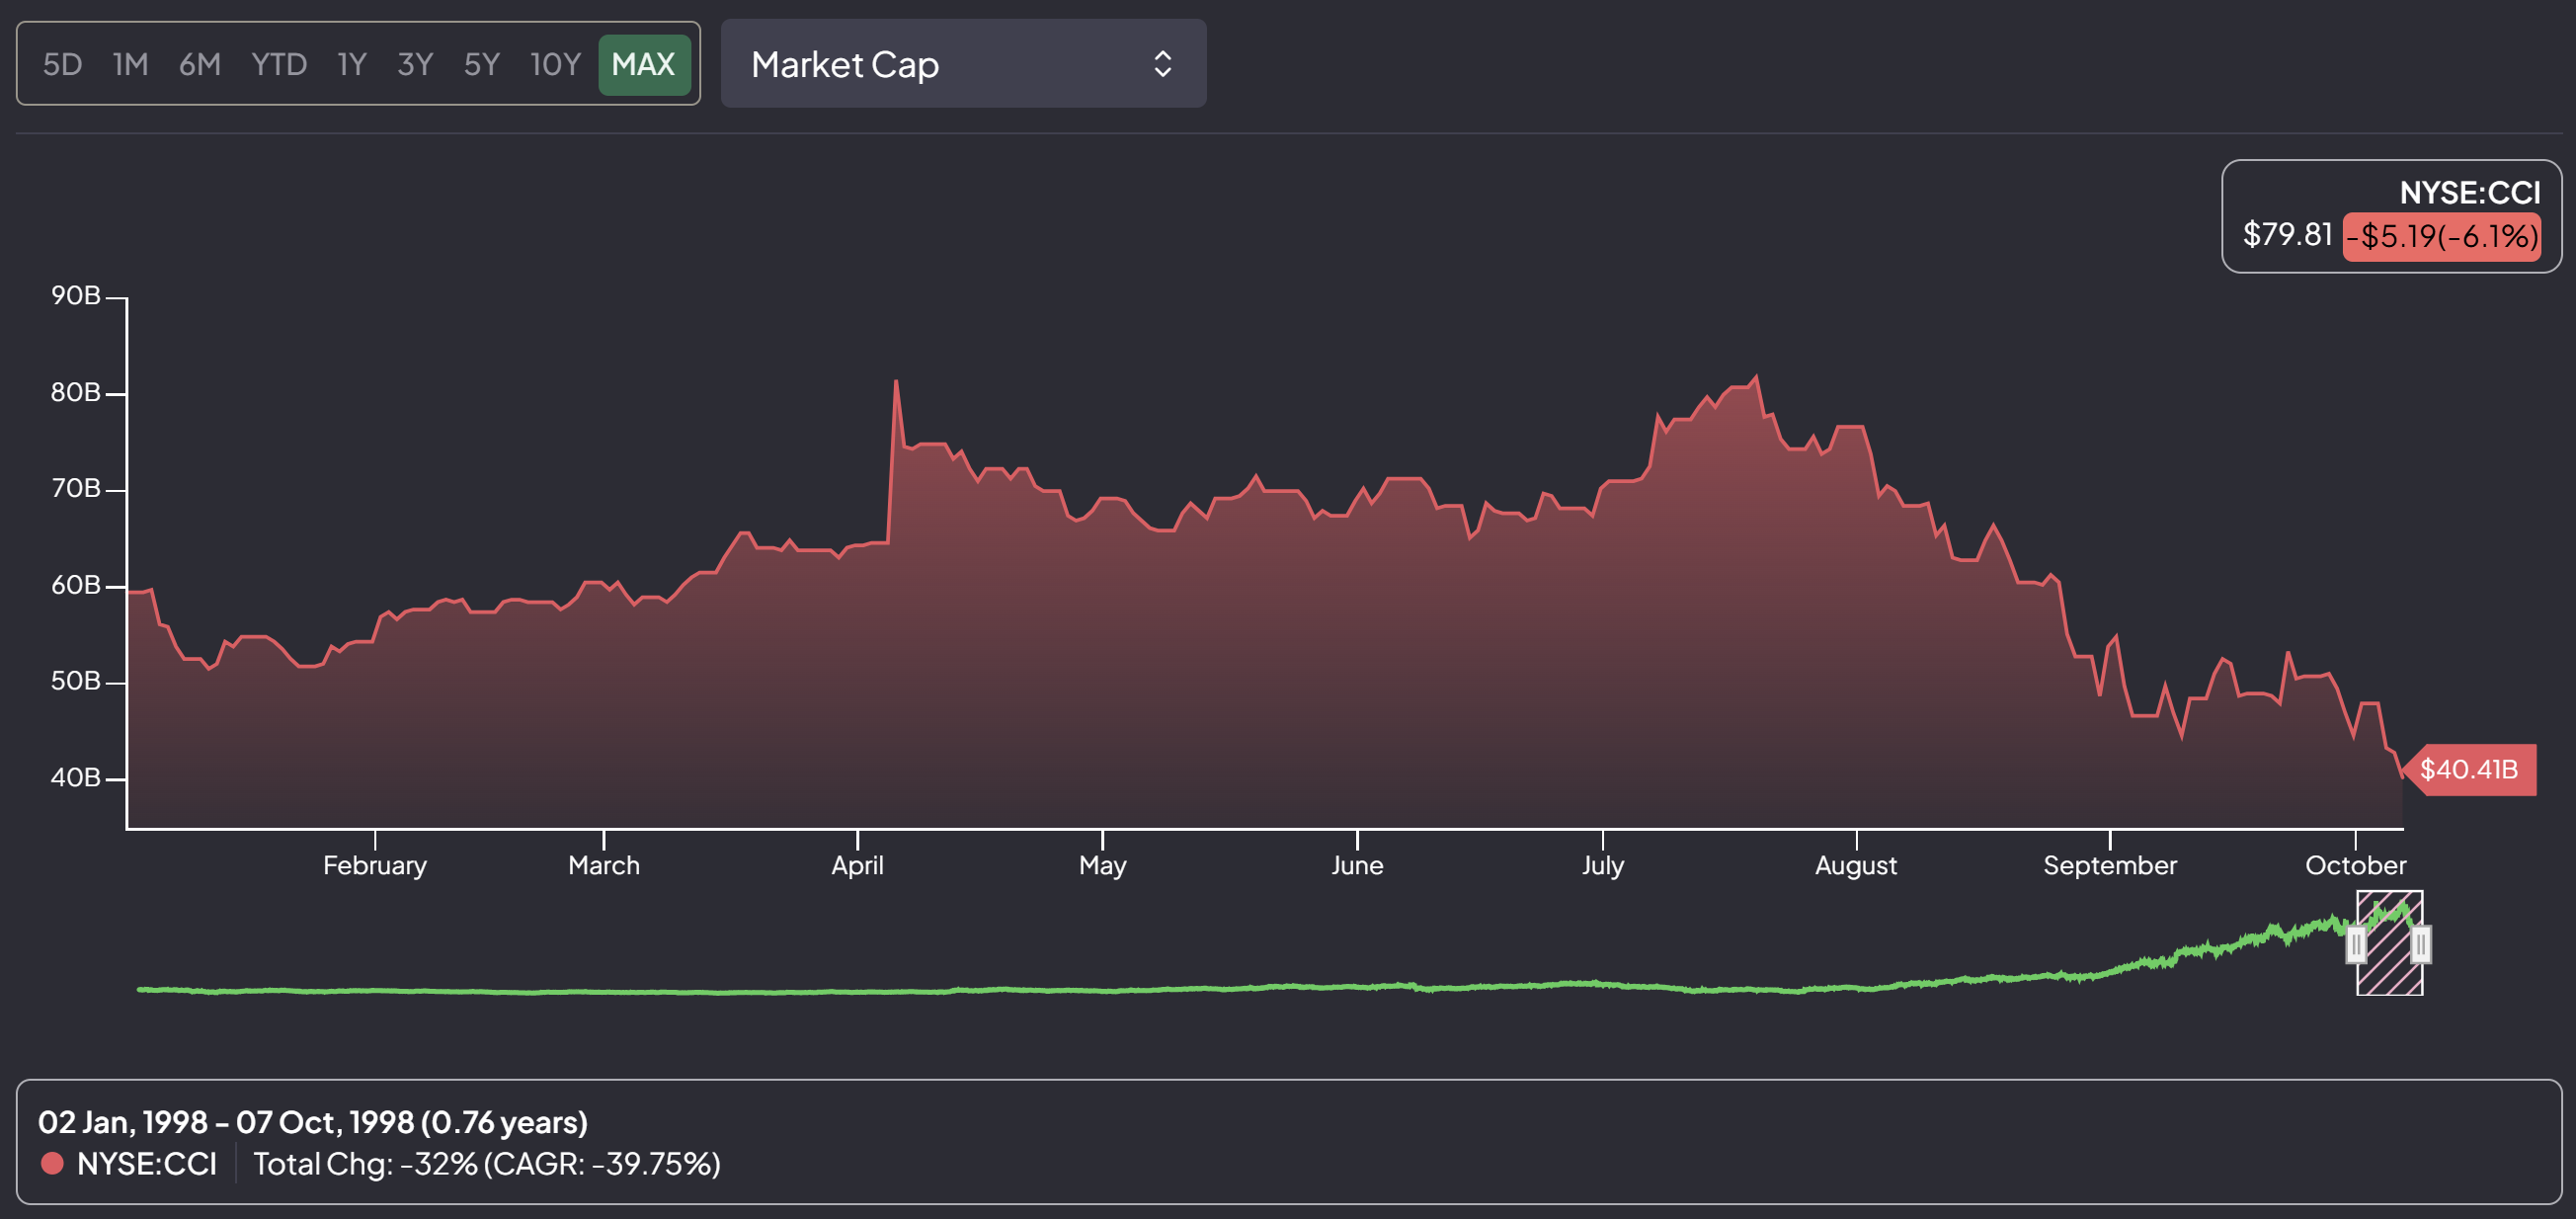 5D 1M 6M YTD 1Y 3Y 5Y 10Y MAX Market Cap
NYSE:CCI
$79.81 -$5.19(-6.1%)
90B
80B
70B
60B
50B
40B
$40.41B
February March April May June July August September October
02 Jan, 1998 – 07 Oct, 1998 (0.76 years)
NYSE:CCI Total Chg: -32% (CAGR: -39.75%)